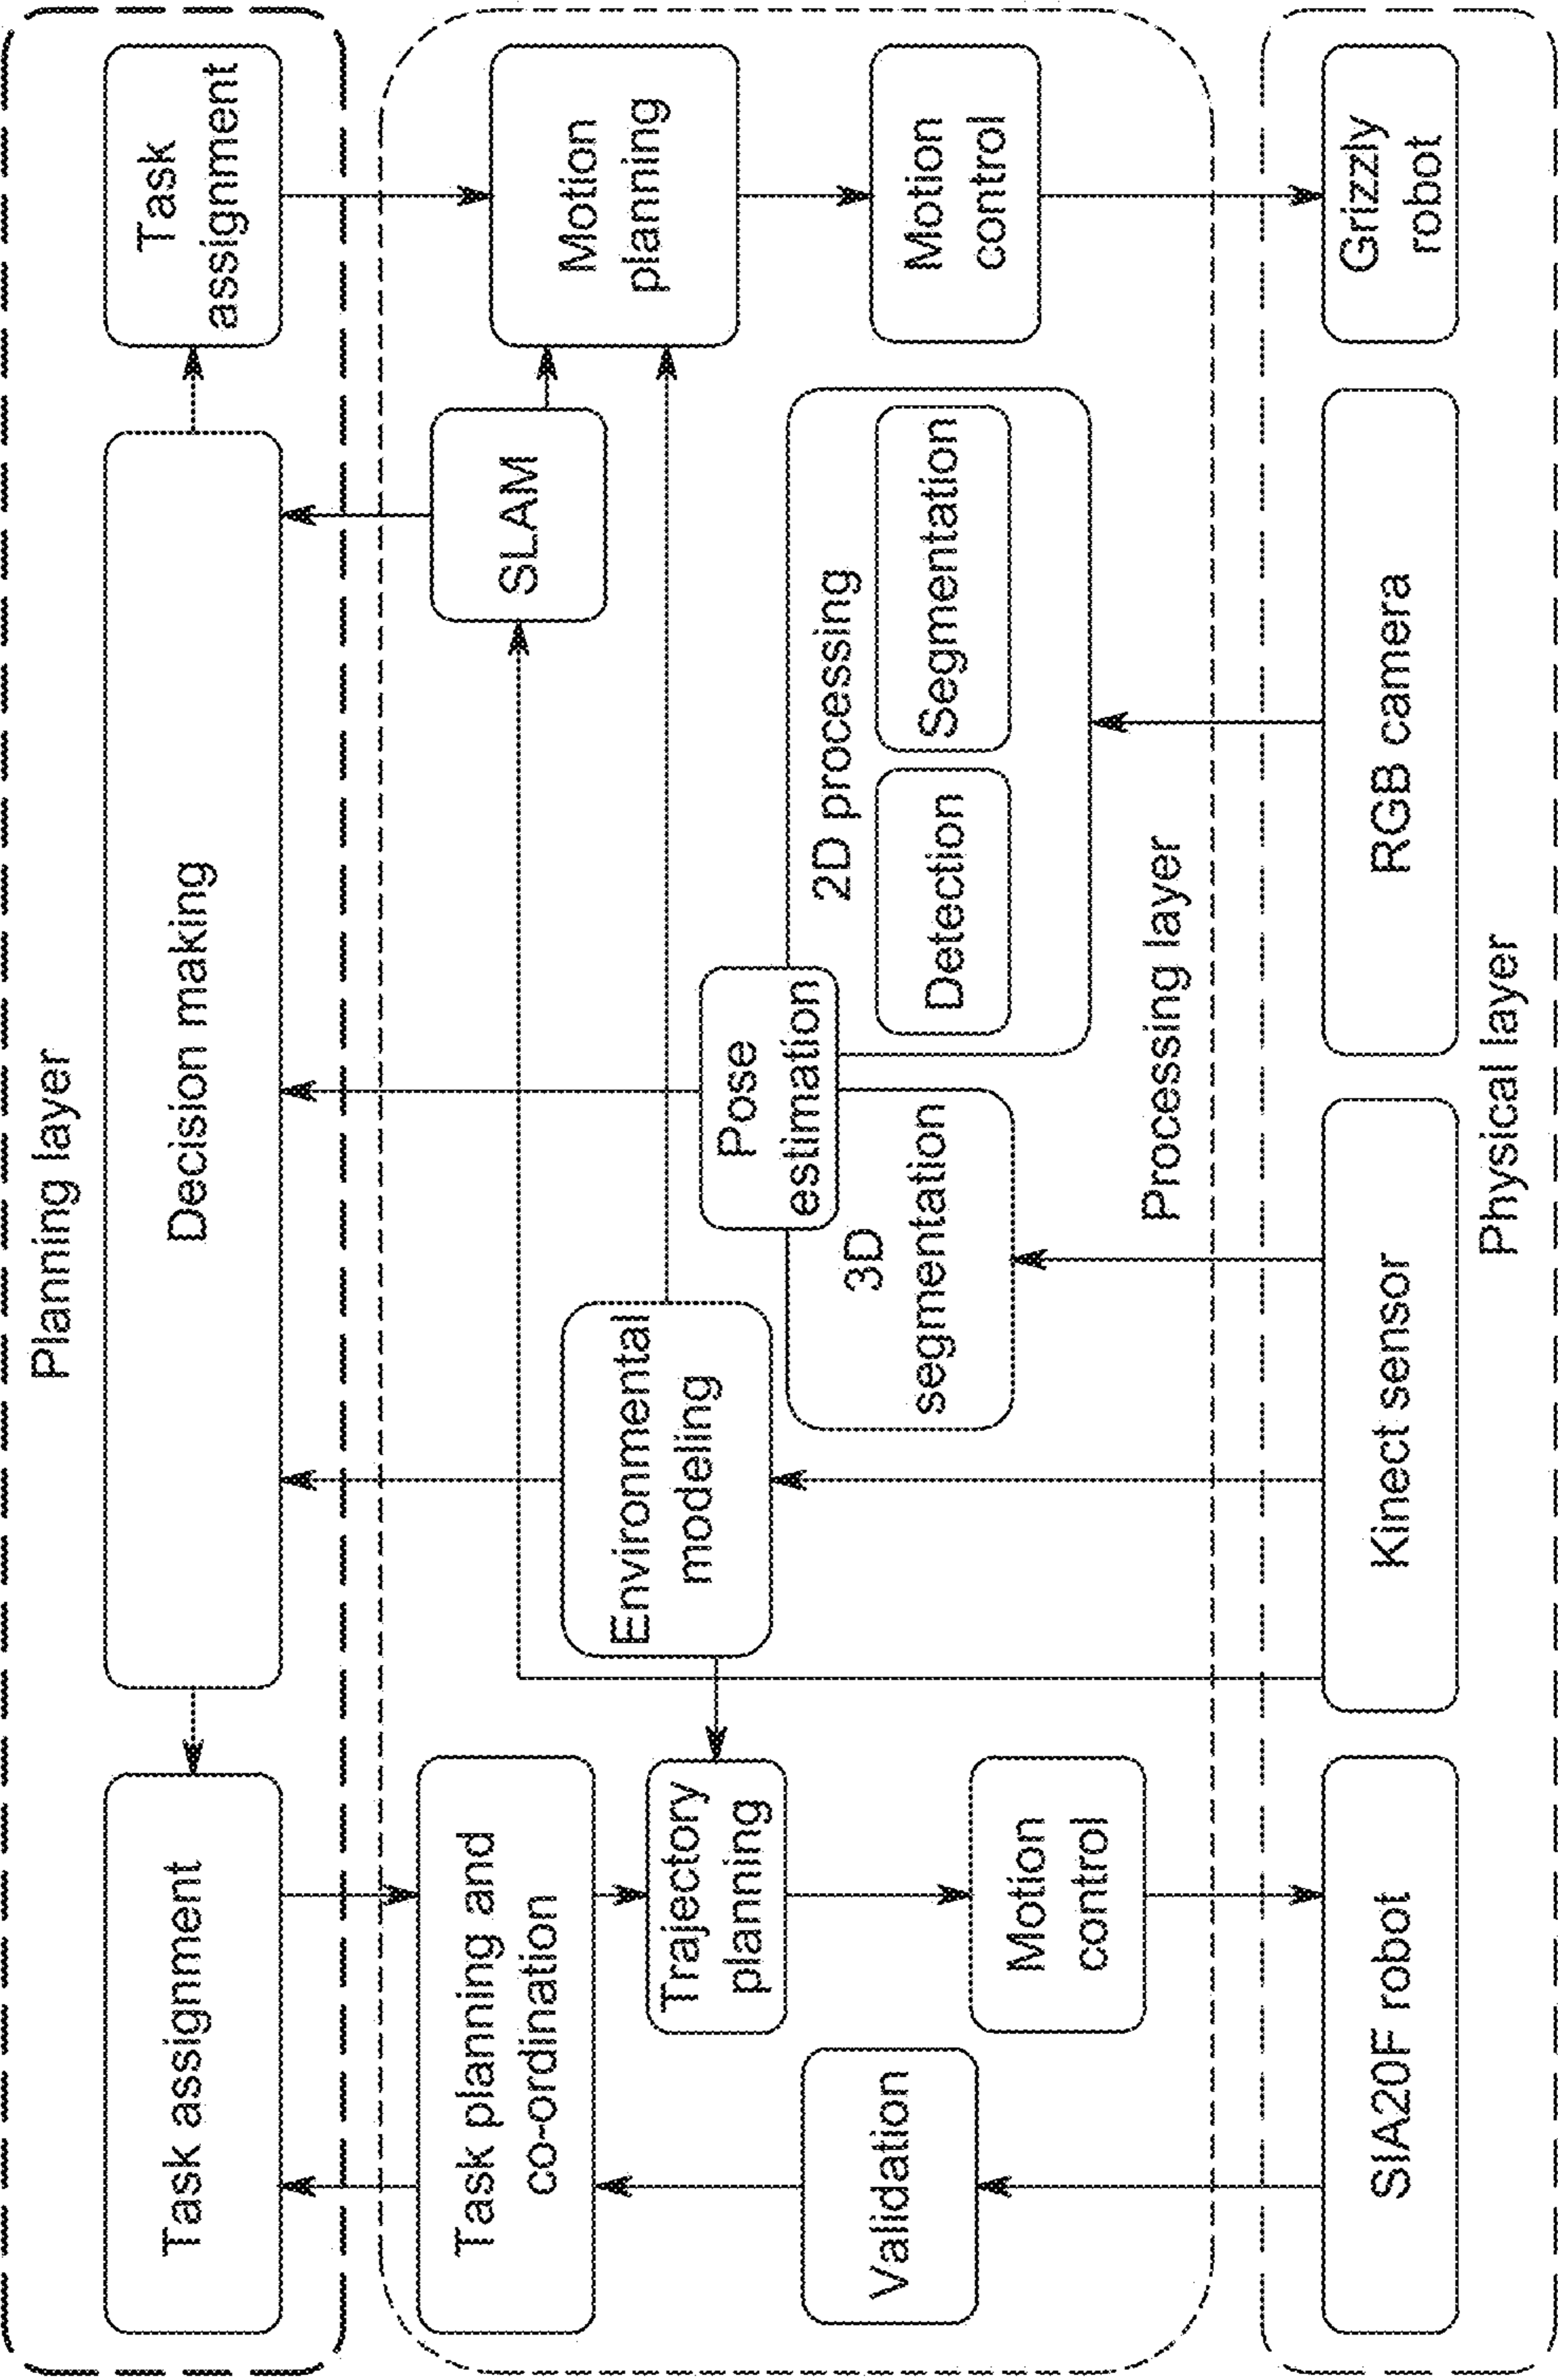 Planning layer
Task assignment
Decision making
Task
assignment
Task planning and
co-ordination
SLAM
Motion
planning
Environmental
modeling
Trajectory
planning
Pose
estimation
2D processing
Detection
Segmentation
3D
segmentation
Motion
control
Validation
Motion
control
Processing layer
SIA20F robot
Kinect sensor
RGB camera
Grizzly
robot
Physical layer